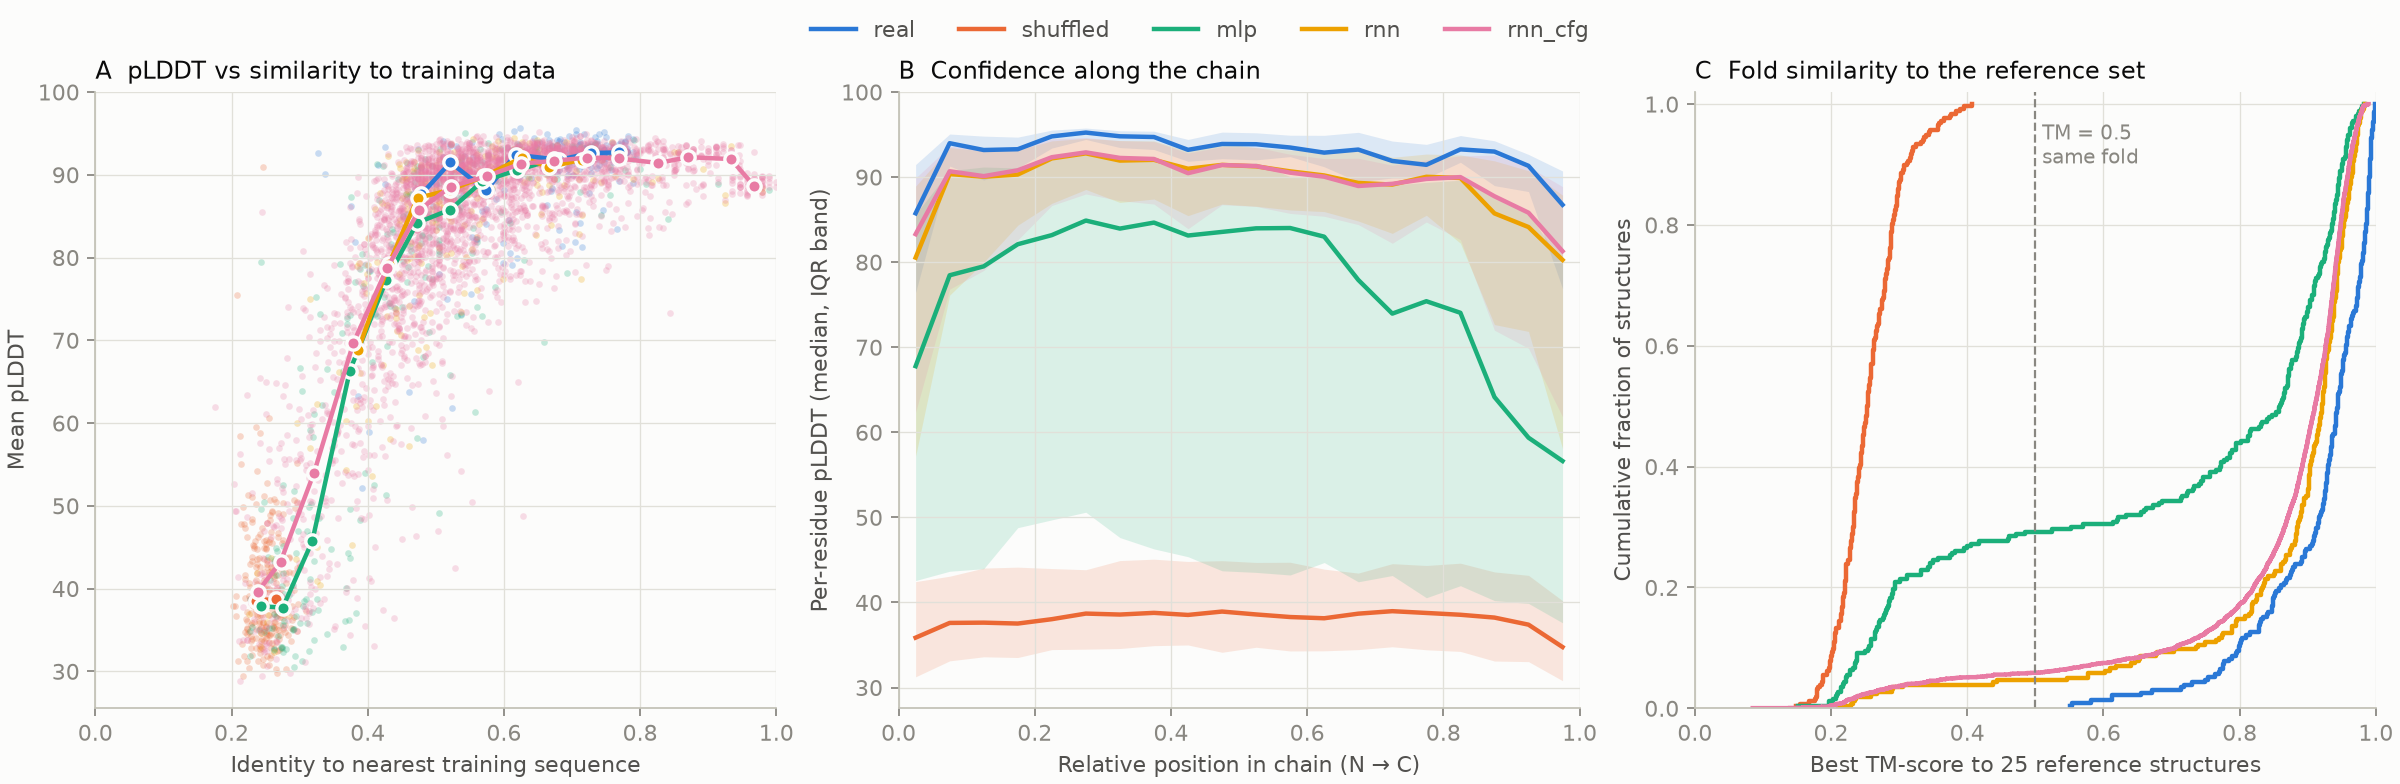 real shuffled mlp rnn rnn_cfg
A pLDDT vs similarity to training data
100
90
80
70
60
50
40
30
Mean pLDDT
0.0 0.2 0.4 0.6 0.8 1.0
Identity to nearest training sequence
B Confidence along the chain
100
90
80
70
60
50
40
30
Per-residue pLDDT (median, IQR band)
0.0 0.2 0.4 0.6 0.8 1.0
Relative position in chain (N → C)
C Fold similarity to the reference set
1.0
0.8
0.6
0.4
0.2
0.0
Cumulative fraction of structures
TM = 0.5
same fold
0.0 0.2 0.4 0.6 0.8 1.0
Best TM-score to 25 reference structures